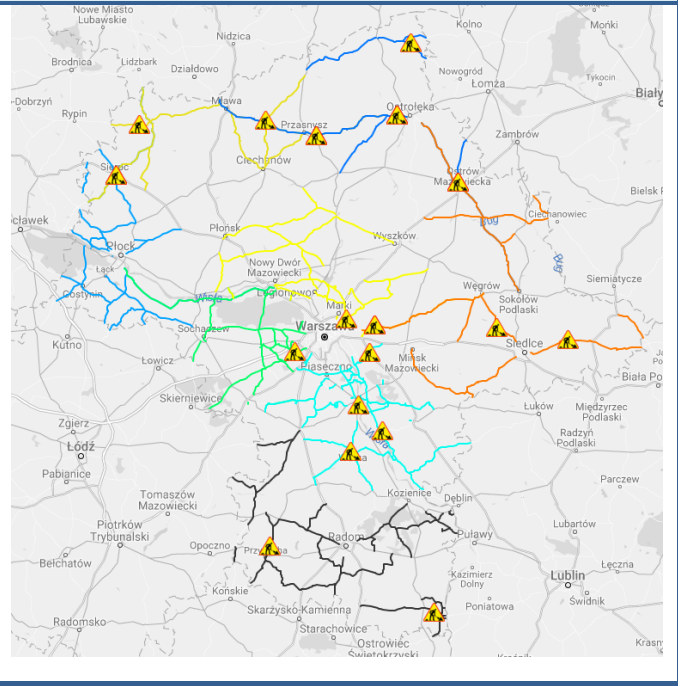 Nowe Miasto
Lubawskie
Kolno
Mońki
Nidzica
Brodnica
Lidzbark
Działdowo
Nowogród
Łomża
Tykocin
Biały
Dobrzyń
Rypin
Mława
Przasnysz
Ostrołęka
Zambrów
Ciechanów
Sierpc
Ostrów
Mazowiecka
Bielsk P
Ciechanowiec
Bug
Płońsk
Wyszków
ocławek
Płock
Łąck
Nowy Dwór
Mazowiecki
Legionowo
Bug
Gostynin
Wisła
Marki
Węgrów
Siemiatycze
Sokołów
Podlaski
Sochaczew
Warszawa
Kutno
Łowicz
Siedlce
Mińsk
Mazowiecki
Piaseczno
Biała Po
Skierniewice
Łuków
Międzyrzec
Podlaski
Zgierz
Radzyń
Podlaski
Łódź
Pabianice
Parczew
Kozienice
Dęblin
Tomaszów
Mazowiecki
Piotrków
Trybunalski
Opoczno
Radom
Puławy
Lubartów
Bełchatów
Łęczna
Kazimierz
Dolny
Lublin
Końskie
Świdnik
Poniatowa
Radomsko
Skarżysko-Kamienna
Starachowice
Ostrowiec
Świętokrzyski
Krasn